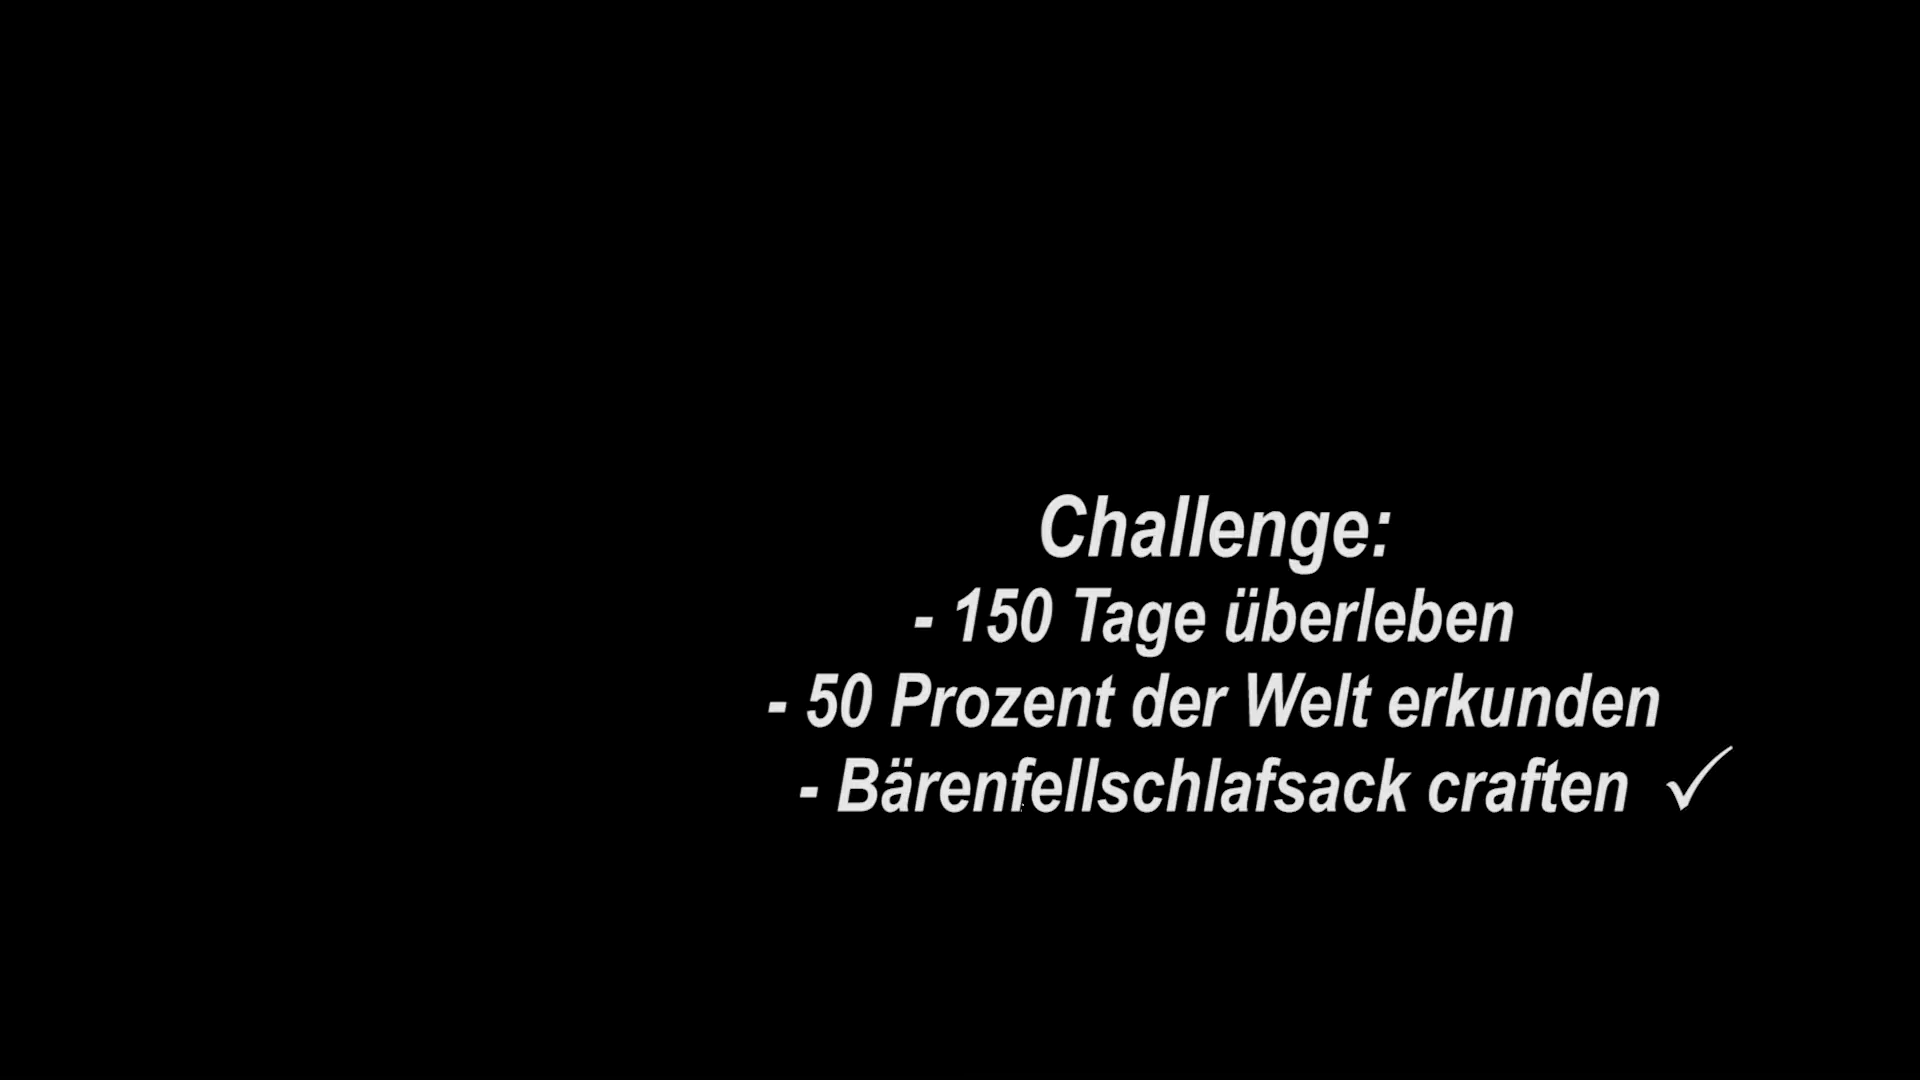 Challenge:
- 150 Tage überleben
- 50 Prozent der Welt erkunden
- Bärenfellschlafsack craften ✓